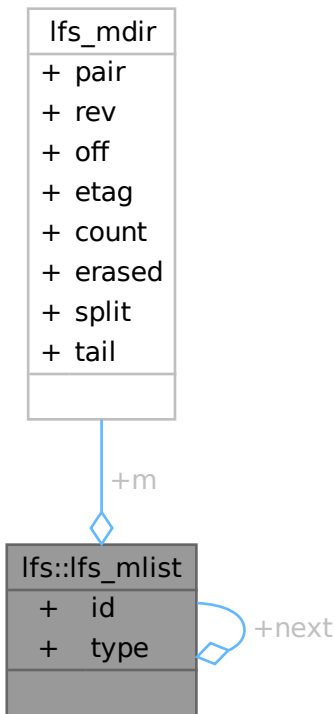 lfs_mdir
+ pair
+ rev
+ off
+ etag
+ count
+ erased
+ split
+ tail
+m
lfs::lfs_mlist
+ id
+ type
+next